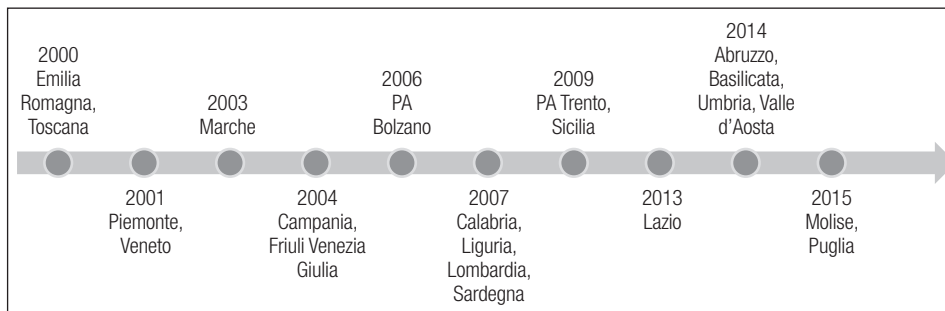 2000
Emilia
Romagna,
Toscana
2001
Piemonte,
Veneto
2003
Marche
2004
Campania,
Friuli Venezia
Giulia
2006
PA
Bolzano
2007
Calabria,
Liguria,
Lombardia,
Sardegna
2009
PA Trento,
Sicilia
2013
Lazio
2014
Abruzzo,
Basilicata,
Umbria, Valle
d’Aosta
2015
Molise,
Puglia